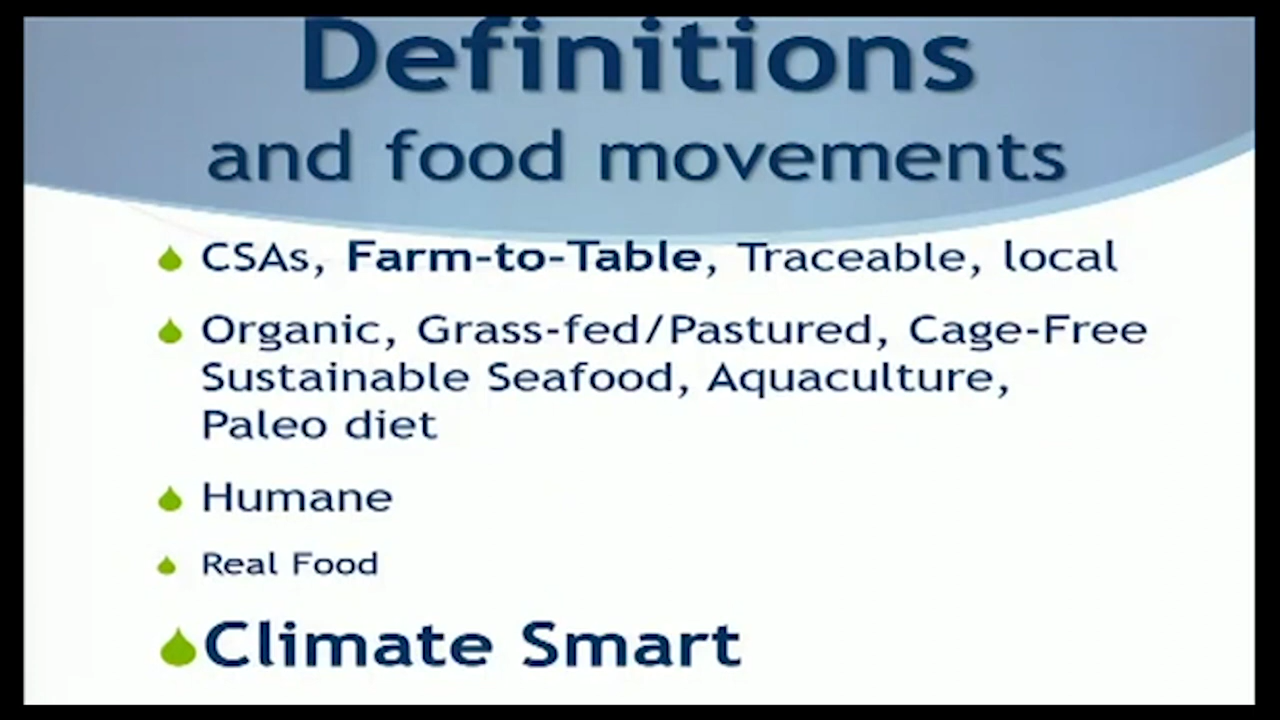 Definitions
and food movements
CSAs, Farm-to-Table, Traceable, local
Organic, Grass-fed/Pastured, Cage-Free
Sustainable Seafood, Aquaculture,
Paleo diet
Humane
Real Food
Climate Smart